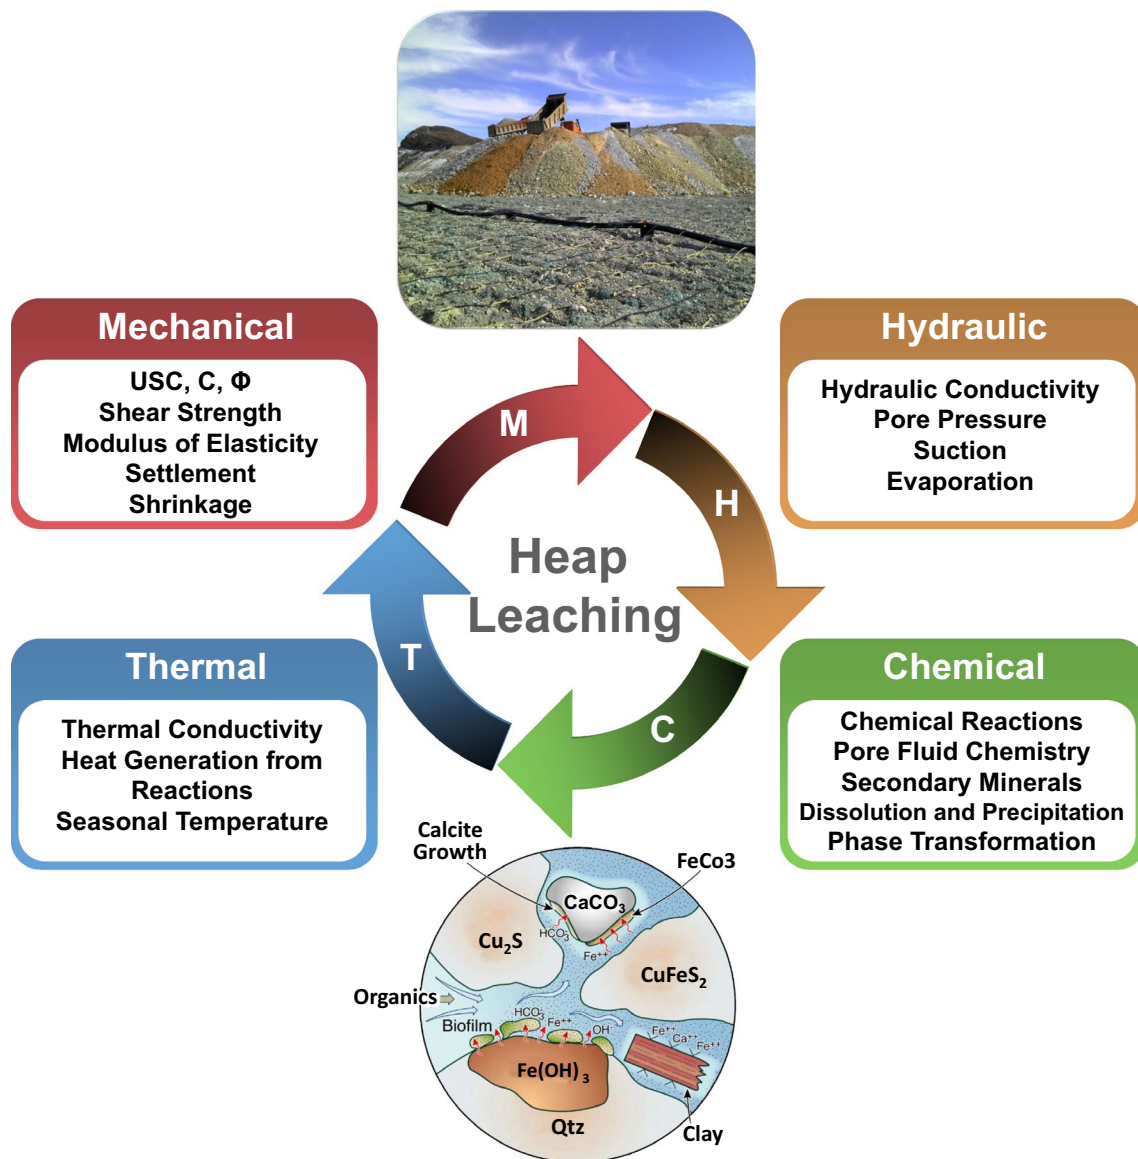 Mechanical
USC, C, Φ
Shear Strength
Modulus of Elasticity
Settlement
Shrinkage
Hydraulic
Hydraulic Conductivity
Pore Pressure
Suction
Evaporation
M
H
T
C
Heap
Leaching
Thermal
Thermal Conductivity
Heat Generation from
Reactions
Seasonal Temperature
Chemical
Chemical Reactions
Pore Fluid Chemistry
Secondary Minerals
Dissolution and Precipitation
Phase Transformation
Calcite
Growth
FeCo3
CaCO₃
HCO₃⁻
Fe⁺⁺
Cu₂S
CuFeS₂
Organics
Biofilm
HCO₃⁻
Fe⁺⁺
OH⁻
Fe⁺⁺
Ca⁺⁺
Fe⁺⁺
Fe(OH) ₃
Qtz
Clay